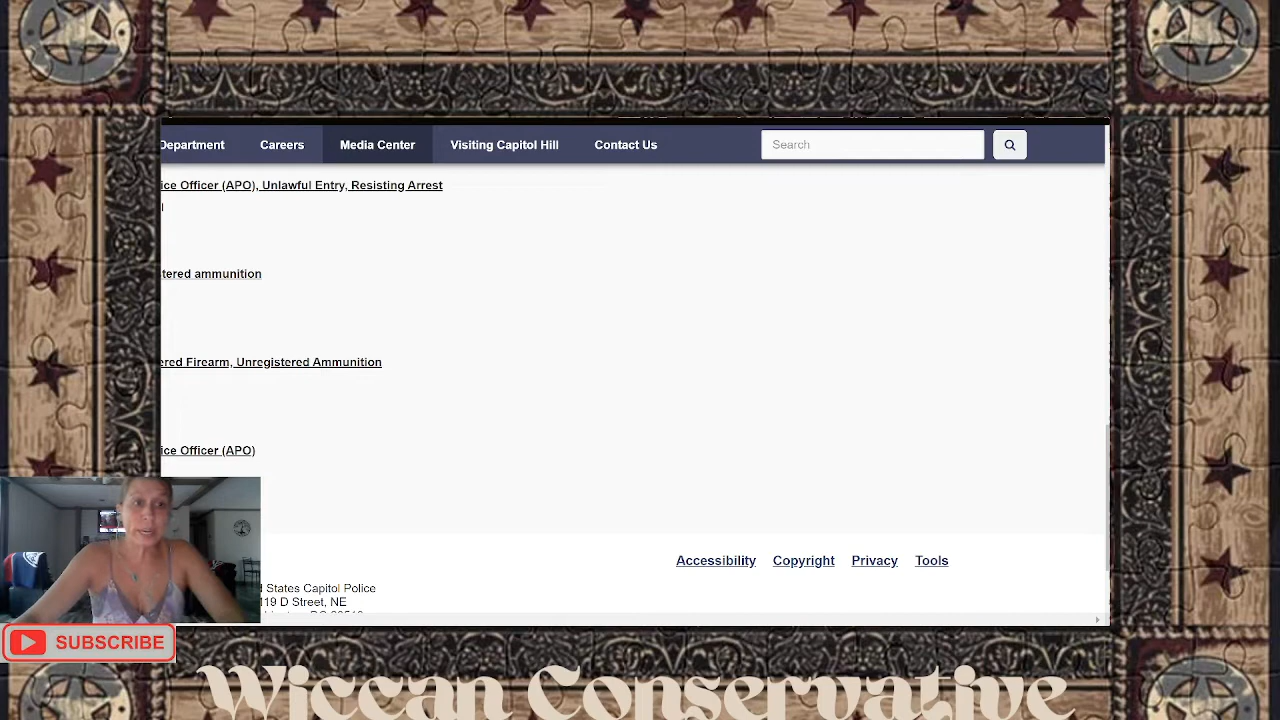 Department Careers Media Center Visiting Capitol Hill Contact Us Search
ice Officer (APO), Unlawful Entry, Resisting Arrest
tered ammunition
ered Firearm, Unregistered Ammunition
ice Officer (APO)
Accessibility Copyright Privacy Tools
d States Capitol Police
119 D Street, NE
SUBSCRIBE
Wiccan Conservative